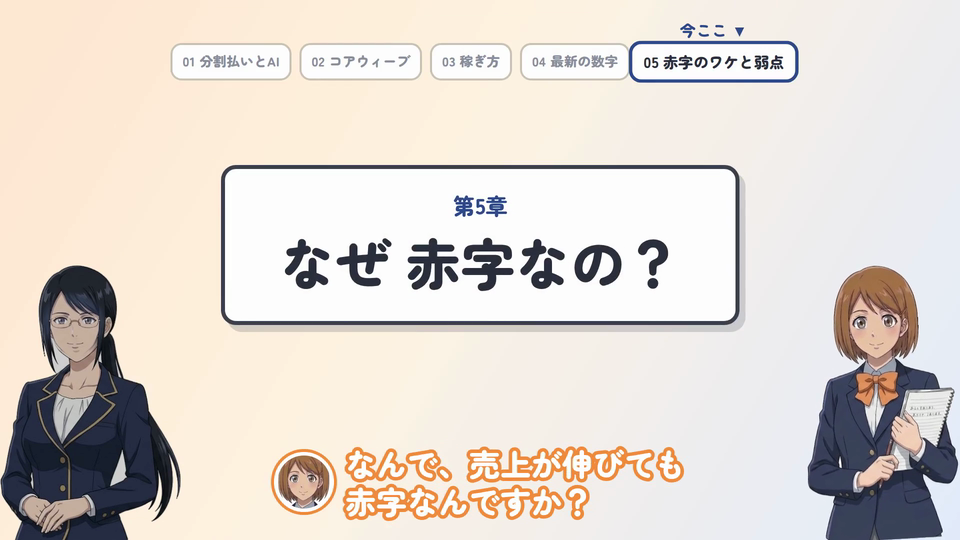 今ここ ▼
01 分割払いとAI
02 コアウィーブ
03 稼ぎ方
04 最新の数字
05 赤字のワケと弱点
第5章
なぜ 赤字なの？
なんで、売上が伸びても
赤字なんですか？